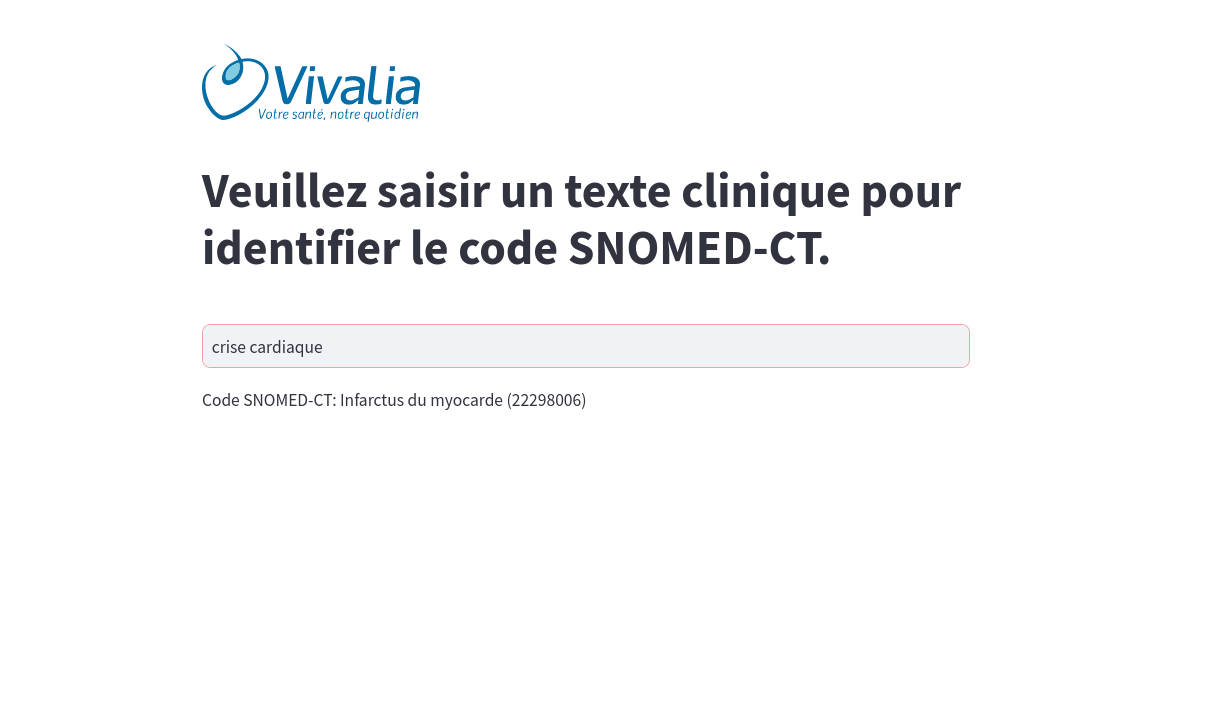 Vivalia
Votre santé, notre quotidien
Veuillez saisir un texte clinique pour
identifier le code SNOMED-CT.
crise cardiaque
Code SNOMED-CT: Infarctus du myocarde (22298006)